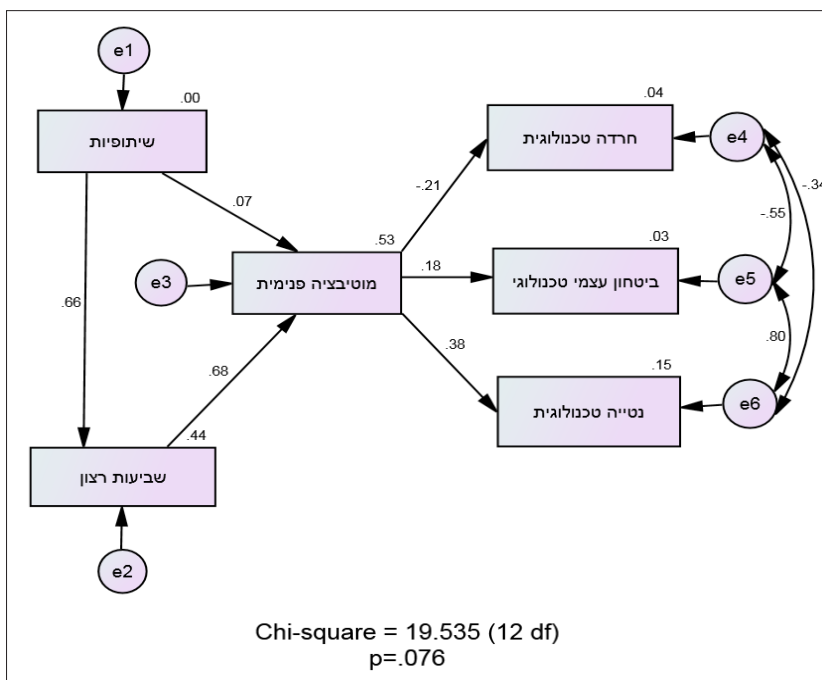 e1
.00
שיתופיות
.04
חרדה טכנולוגית
e4
-.34
-.21
-.55
.07
.53
.03
e3
מוטיבציה פנימית
.18
ביטחון עצמי טכנולוגי
e5
.66
.80
.38
.68
.15
נטייה טכנולוגית
e6
.44
שביעות רצון
e2
Chi-square = 19.535 (12 df)
p=.076